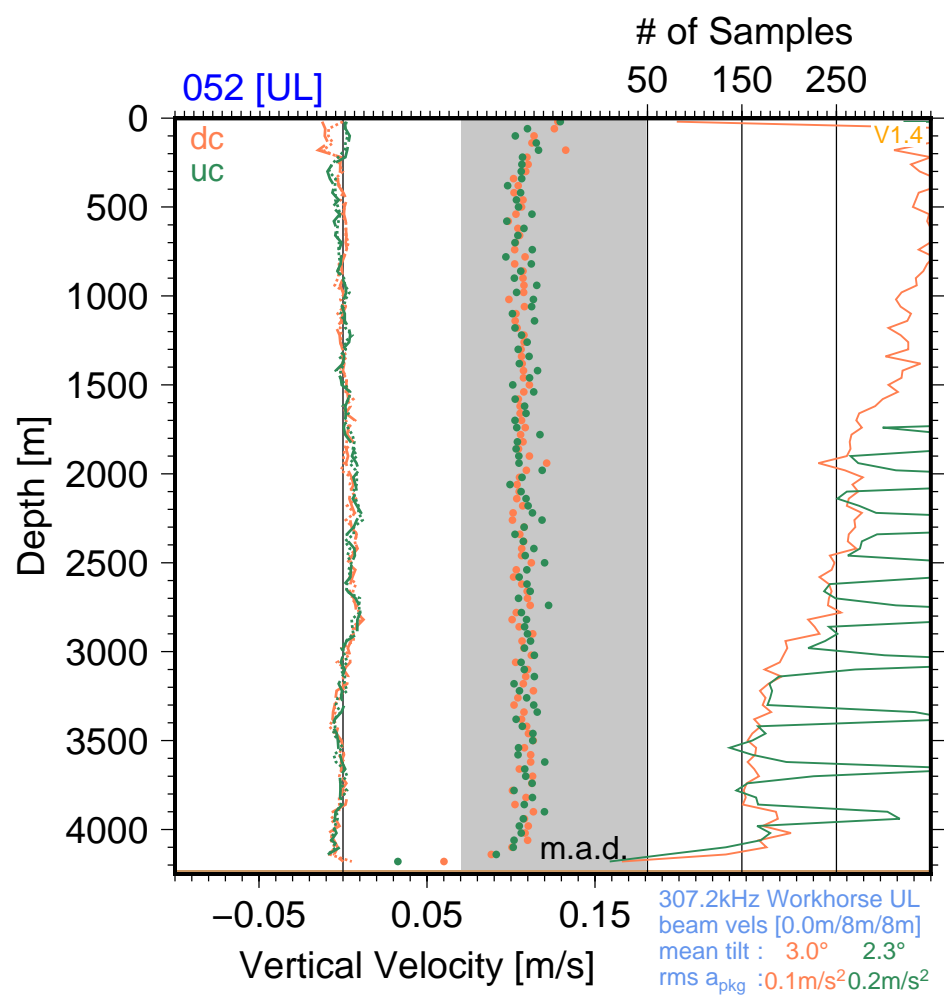 # of Samples
50 150 250
052 [UL]
dc
uc
V1.4
0
500
1000
1500
2000
2500
3000
3500
4000
Depth [m]
m.a.d.
−0.05 0.05 0.15
Vertical Velocity [m/s]
307.2kHz Workhorse UL
beam vels [0.0m/8m/8m]
mean tilt : 3.0° 2.3°
rms a_pkg :0.1m/s² 0.2m/s²